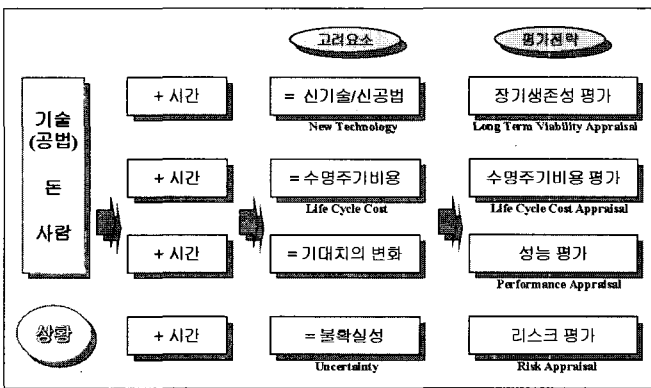 고려요소
평가전략
기술
(공법)
돈
사람
+ 시간
= 신기술/신공법
New Technology
장기생존성 평가
Long Term Viability Appraisal
+ 시간
= 수명주기비용
Life Cycle Cost
수명주기비용 평가
Life Cycle Cost Appraisal
+ 시간
= 기대치의 변화
성능 평가
Performance Appraisal
상황
+ 시간
= 불확실성
Uncertainty
리스크 평가
Risk Appraisal